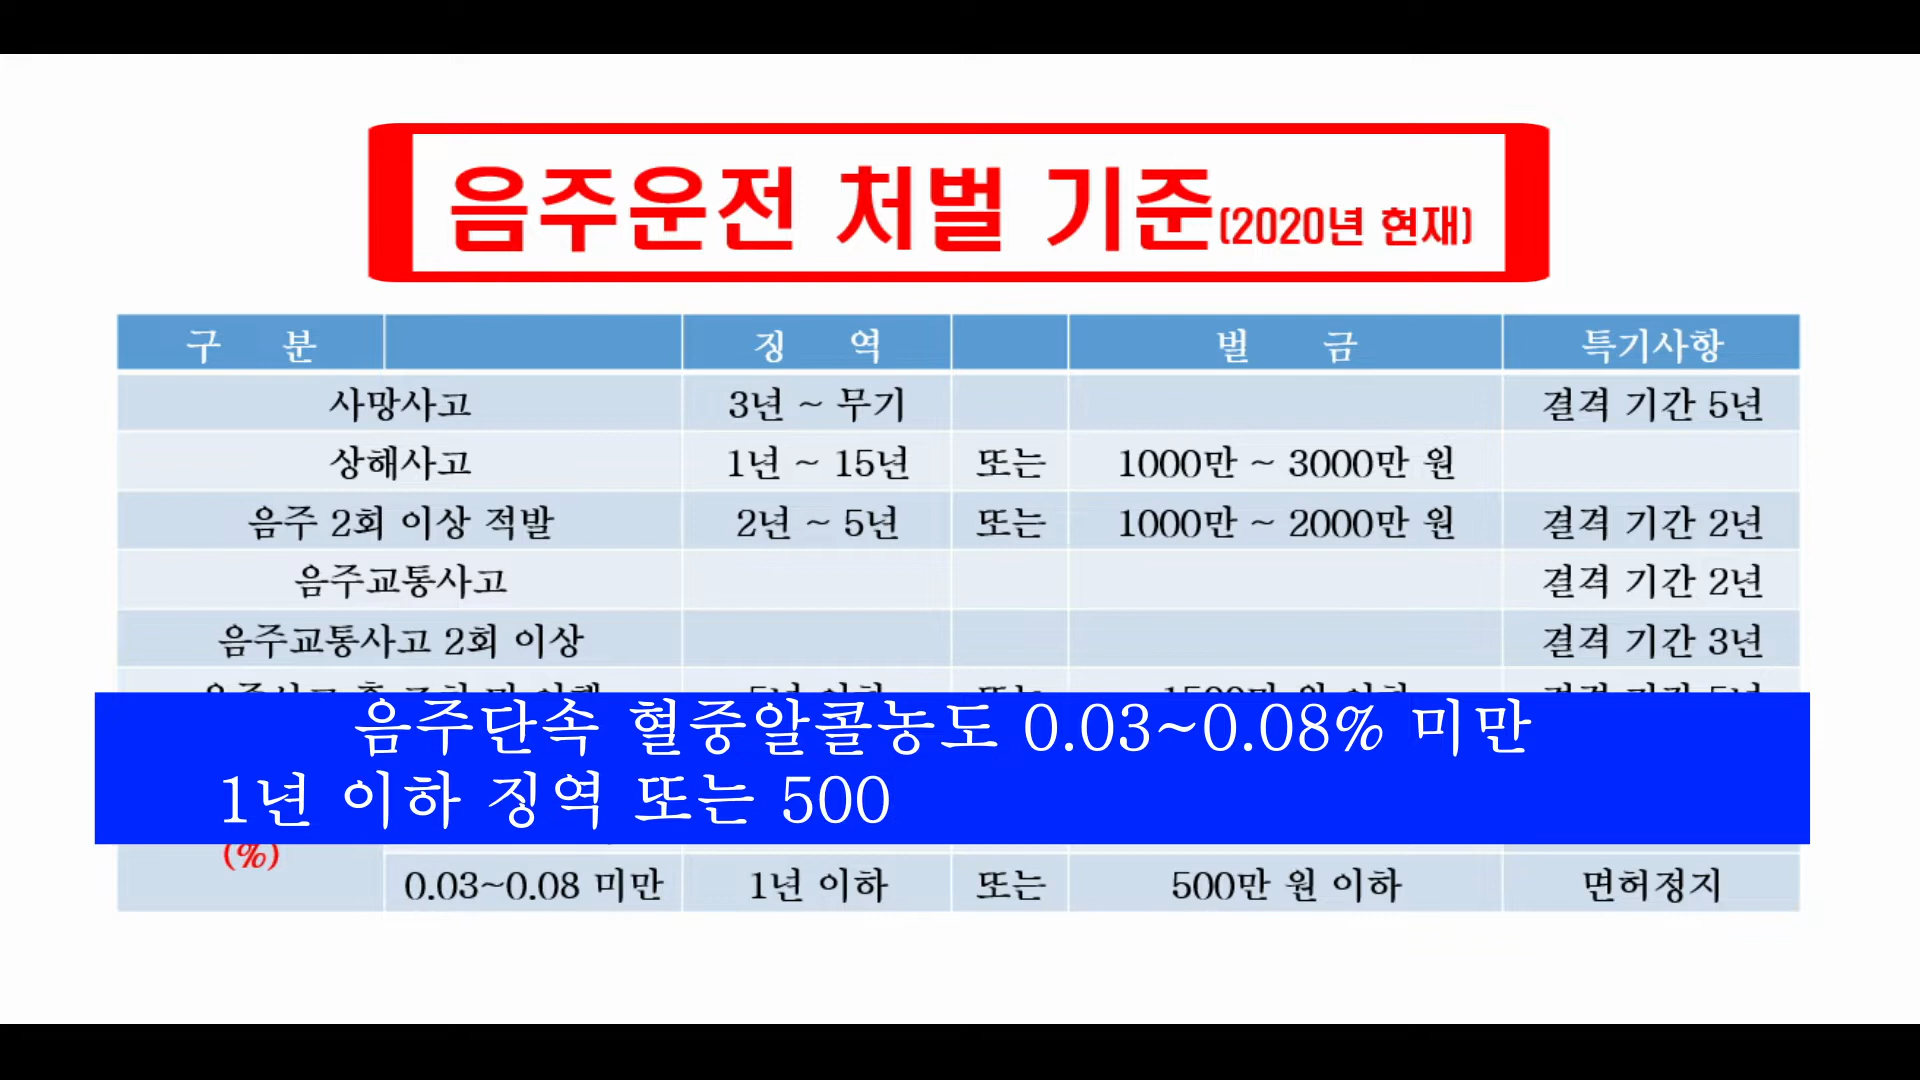 음주운전 처벌 기준(2020년 현재)
구 분 징 역 벌 금 특기사항
사망사고 3년 ~ 무기 결격 기간 5년
상해사고 1년 ~ 15년 또는 1000만 ~ 3000만 원
음주 2회 이상 적발 2년 ~ 5년 또는 1000만 ~ 2000만 원 결격 기간 2년
음주교통사고 결격 기간 2년
음주교통사고 2회 이상 결격 기간 3년
음주단속 혈중알콜농도 0.03~0.08% 미만
1년 이하 징역 또는 500
(%)
0.03~0.08 미만 1년 이하 또는 500만 원 이하 면허정지